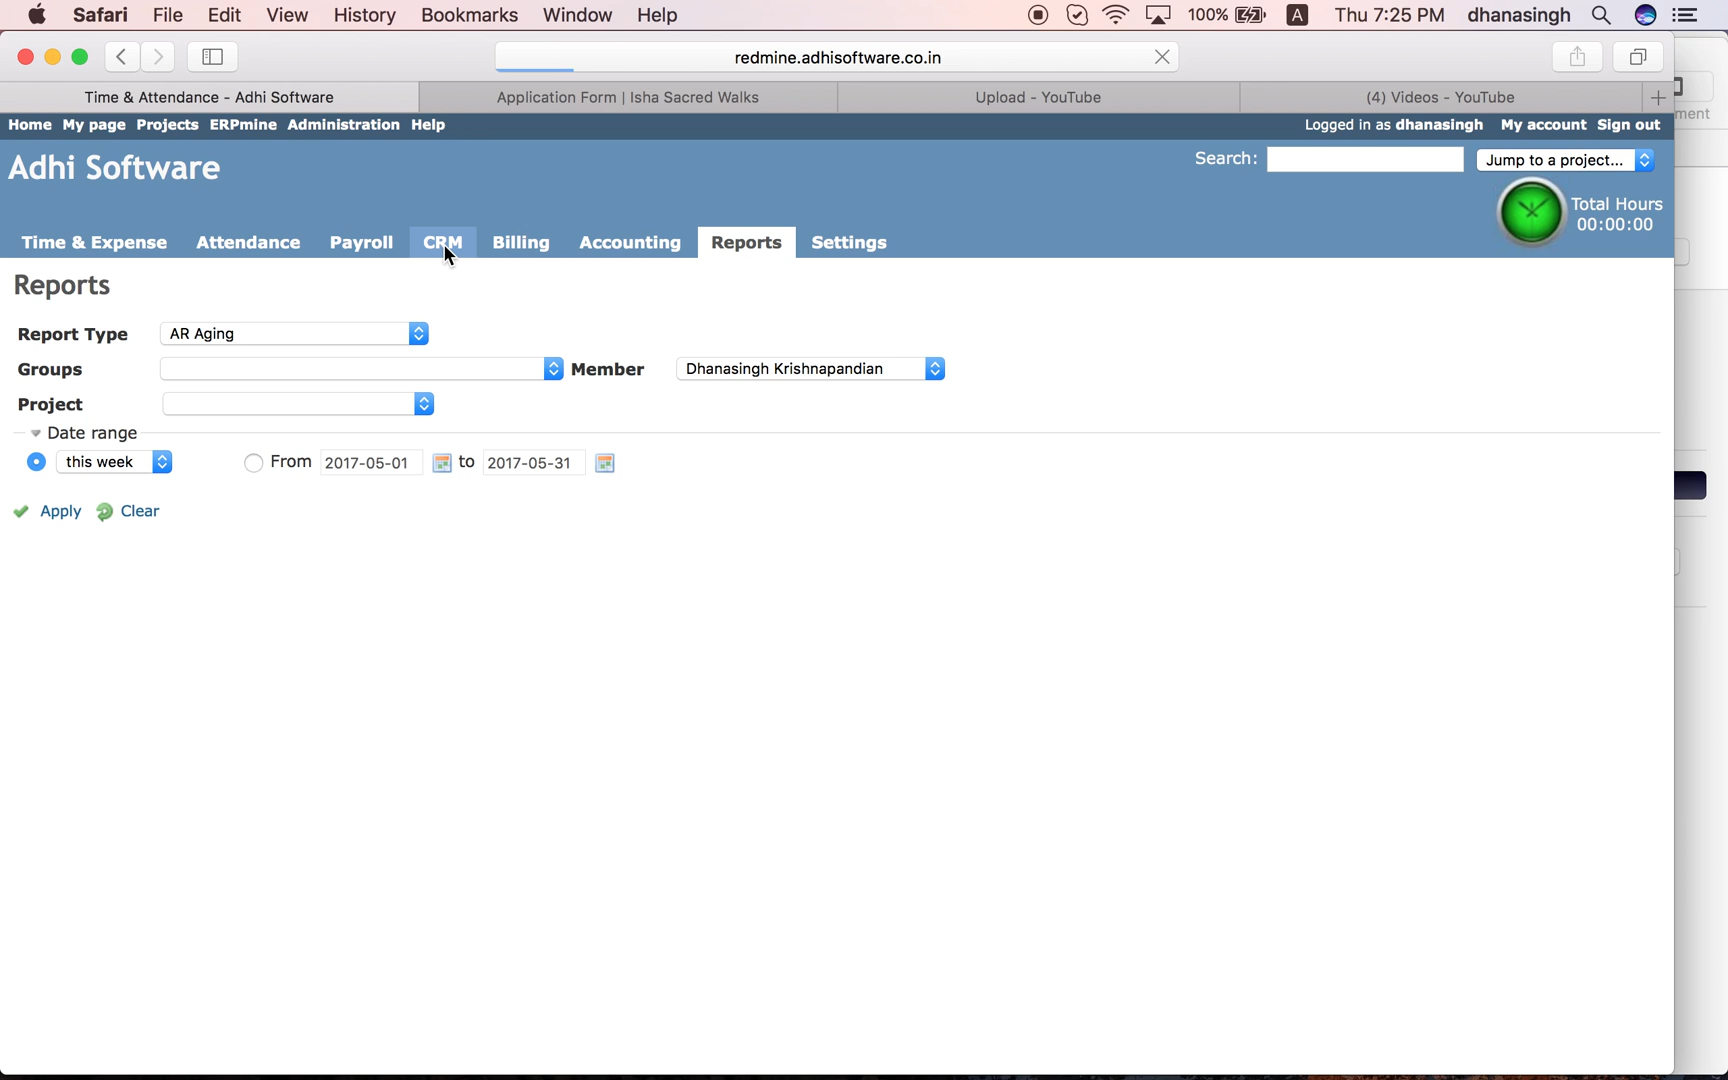 Safari File Edit View History Bookmarks Window Help 100% A Thu 7:25 PM dhanasingh
redmine.adhisoftware.co.in
Time & Attendance - Adhi Software Application Form | Isha Sacred Walks Upload - YouTube (4) Videos - YouTube
ment
Home My page Projects ERPmine Administration Help Logged in as dhanasingh My account Sign out
Adhi Software Search: Jump to a project...
Total Hours
00:00:00
Time & Expense Attendance Payroll CRM Billing Accounting Reports Settings
Reports
Report Type AR Aging
Groups Member Dhanasingh Krishnapandian
Project
Date range
this week From 2017-05-01 to 2017-05-31
Apply Clear